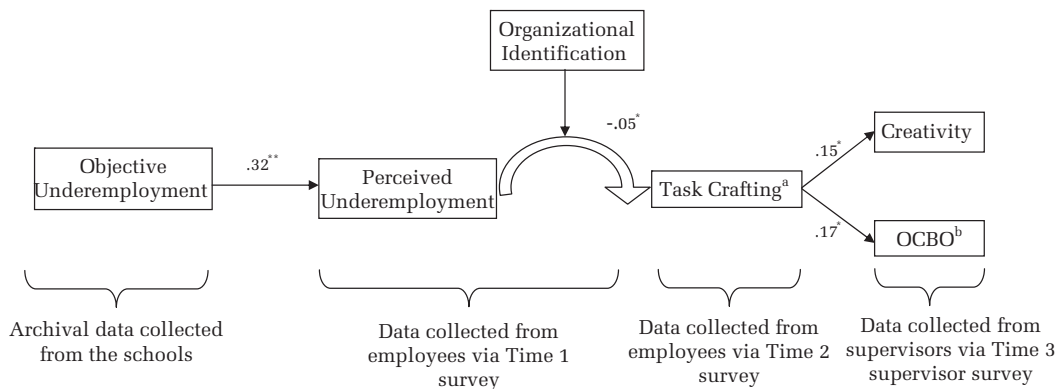 Organizational
Identification
-.05*
Creativity
.15*
Objective
Underemployment
.32**
Perceived
Underemployment
Task Craftingᵃ
.17*
OCBOᵇ
Archival data collected
from the schools
Data collected from
employees via Time 1
survey
Data collected from
employees via Time 2
survey
Data collected from
supervisors via Time 3
supervisor survey